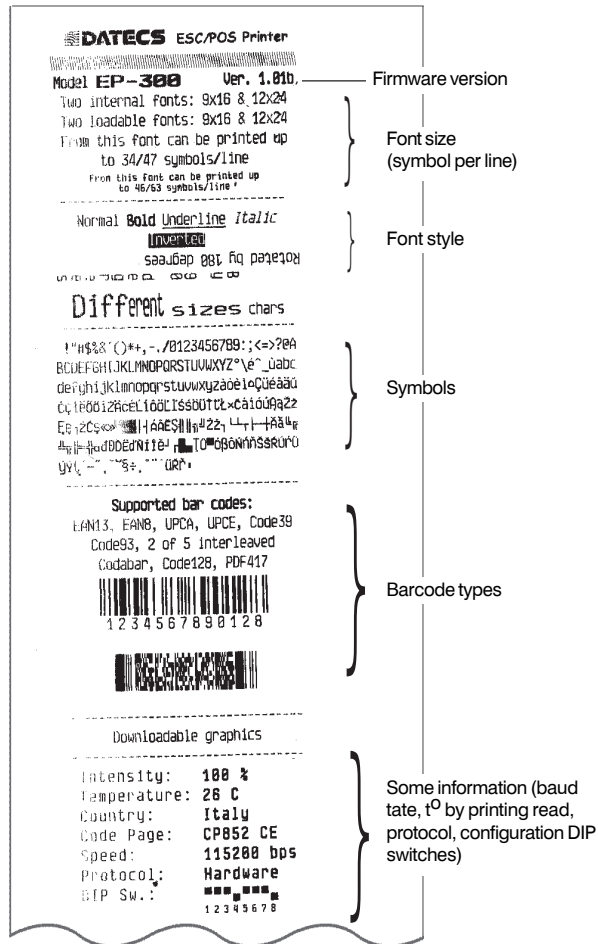 DATECS ESC/POS Printer
Model EP-300 Ver. 1.01b,
Firmware version
Two internal fonts: 9x16 & 12x24
Two loadable fonts: 9x16 & 12x24
From this font can be printed up
to 34/47 symbols/line
From this font can be printed up
to 46/63 symbols/line
Font size
(symbol per line)
Normal Bold Underline Italic
Inverted
Rotated by 180 degrees
Font style
Different sizes chars
!"#$%&'()*+,-./0123456789:;<=>?@A
Symbols
Supported bar codes:
EAN13, EAN8, UPCA, UPCE, Code39
Code93, 2 of 5 interleaved
Codabar, Code128, PDF417
1234567890128
Barcode types
Downloadable graphics
Intensity: 100 %
Temperature: 26 C
Country: Italy
Code Page: CP852 CE
Speed: 115200 bps
Protocol: Hardware
DIP Sw.:
12345678
Some information (baud
tate, tº by printing read,
protocol, configuration DIP
switches)